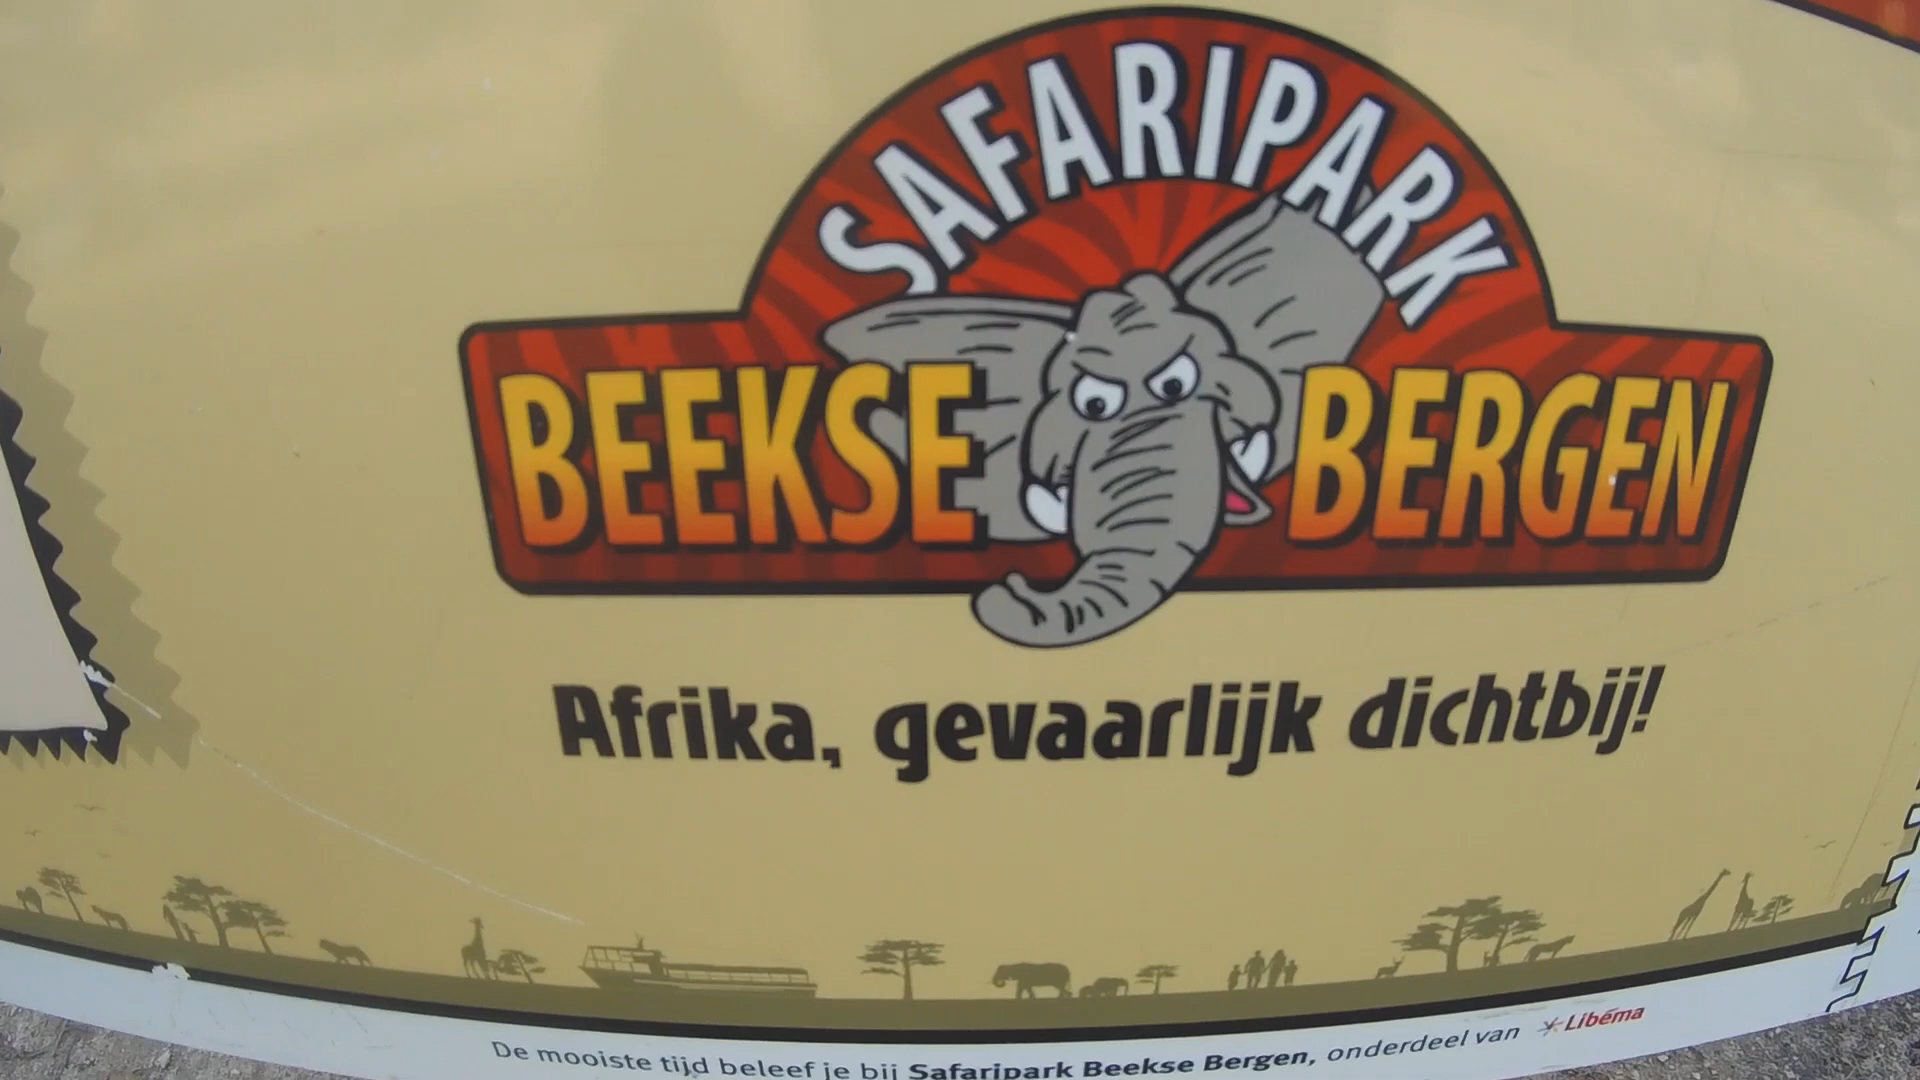 SAFARIPARK
BEEKSE BERGEN
Afrika, gevaarlijk dichtbij!
De mooiste tijd beleef je bij Safaripark Beekse Bergen, onderdeel van Libéma